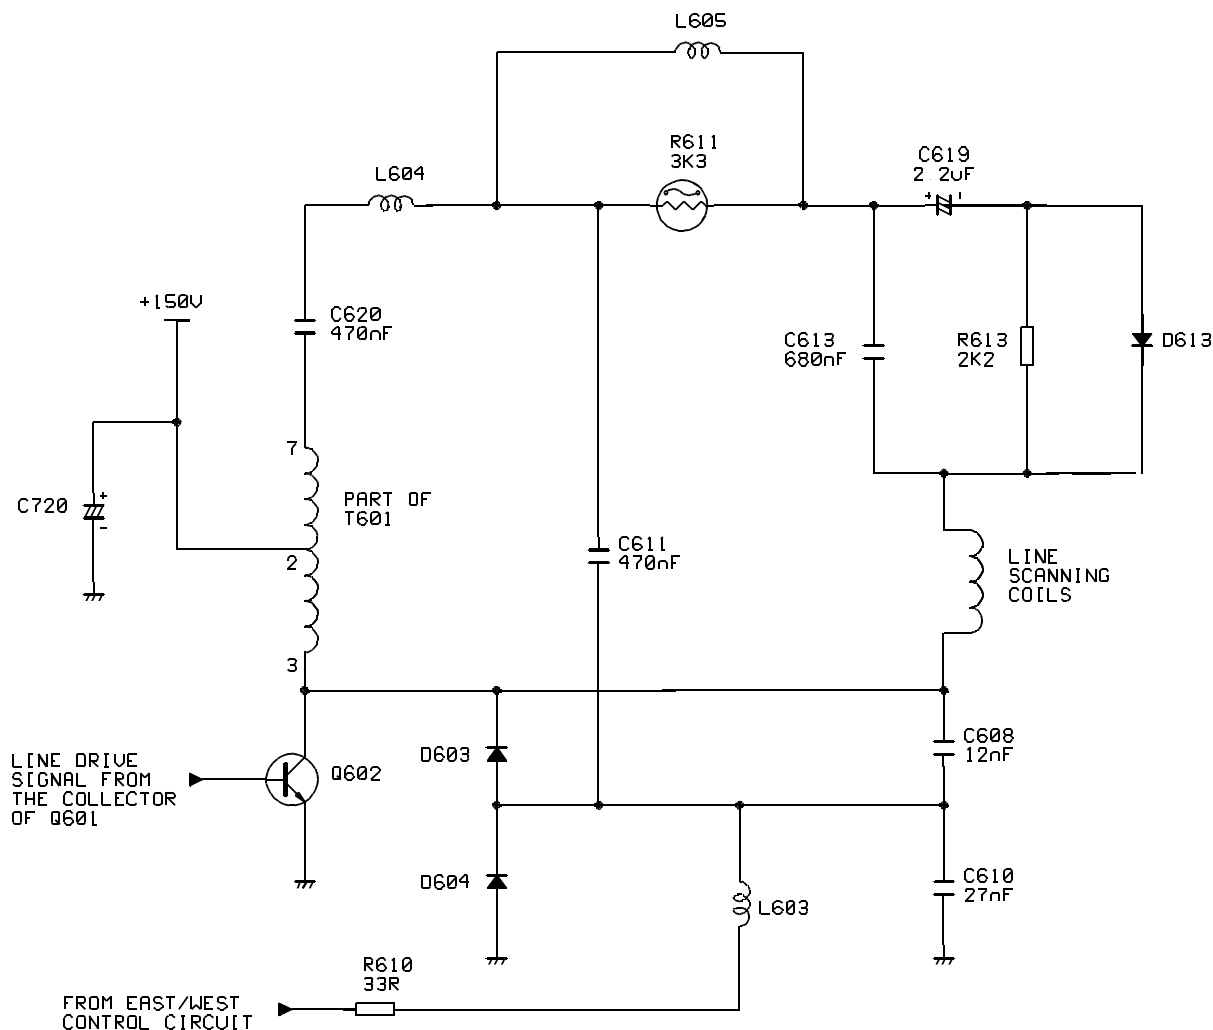 L605
R611
3K3
C619
2.2uF
L604
+150V
C620
470nF
C613
680nF
R613
2K2
D613
7
C720
+
-
PART OF
T601
2
C611
470nF
LINE
SCANNING
COILS
3
LINE DRIVE
SIGNAL FROM
THE COLLECTOR
OF Q601
Q602
D603
C608
12nF
D604
C610
27nF
L603
R610
33R
FROM EAST/WEST
CONTROL CIRCUIT